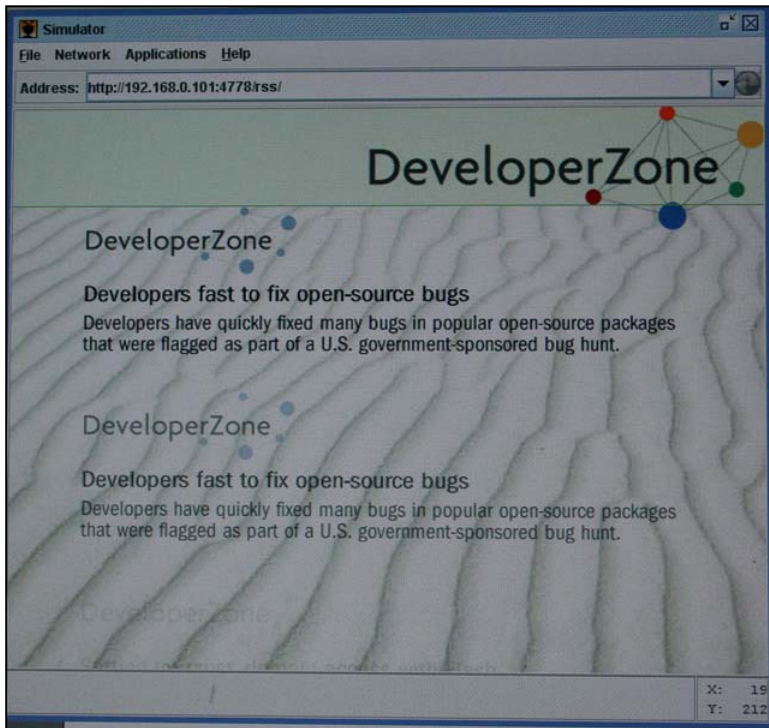 Simulator
File Network Applications Help
Address: http://192.168.0.101:4778/rss/
DeveloperZone
DeveloperZone
Developers fast to fix open-source bugs
Developers have quickly fixed many bugs in popular open-source packages
that were flagged as part of a U.S. government-sponsored bug hunt.
DeveloperZone
Developers fast to fix open-source bugs
Developers have quickly fixed many bugs in popular open-source packages
that were flagged as part of a U.S. government-sponsored bug hunt.
DeveloperZone
X: 19
Y: 212